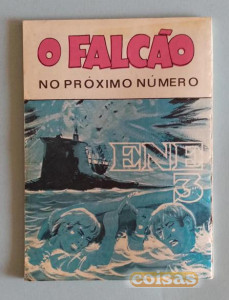 O FALCÃO
NO PRÓXIMO NÚMERO
ENE
3
coisas